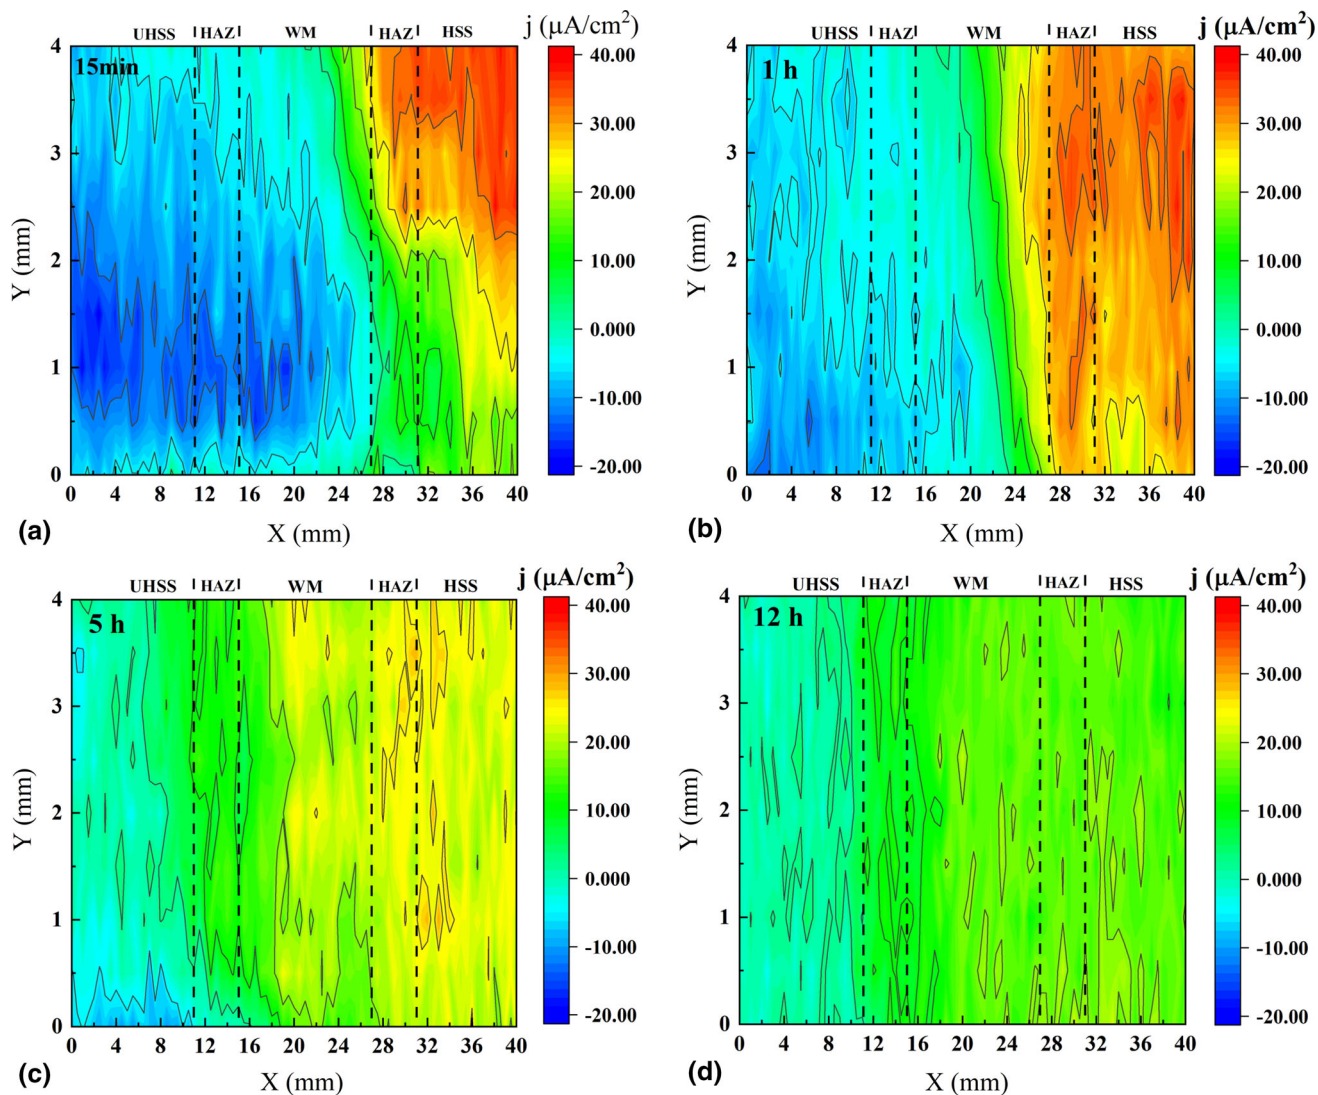 UHSS HAZ WM HAZ HSS j (μA/cm²)
15min
4
3
2
1
0
Y (mm)
0 4 8 12 16 20 24 28 32 36 40
X (mm)
40.00
30.00
20.00
10.00
0.000
-10.00
-20.00
(a)
UHSS HAZ WM HAZ HSS j (μA/cm²)
1 h
4
3
2
1
0
Y (mm)
0 4 8 12 16 20 24 28 32 36 40
X (mm)
40.00
30.00
20.00
10.00
0.000
-10.00
-20.00
(b)
UHSS HAZ WM HAZ HSS j (μA/cm²)
5 h
4
3
2
1
0
Y (mm)
0 4 8 12 16 20 24 28 32 36 40
X (mm)
40.00
30.00
20.00
10.00
0.000
-10.00
-20.00
(c)
UHSS HAZ WM HAZ HSS j (μA/cm²)
12 h
4
3
2
1
0
Y (mm)
0 4 8 12 16 20 24 28 32 36 40
X (mm)
40.00
30.00
20.00
10.00
0.000
-10.00
-20.00
(d)